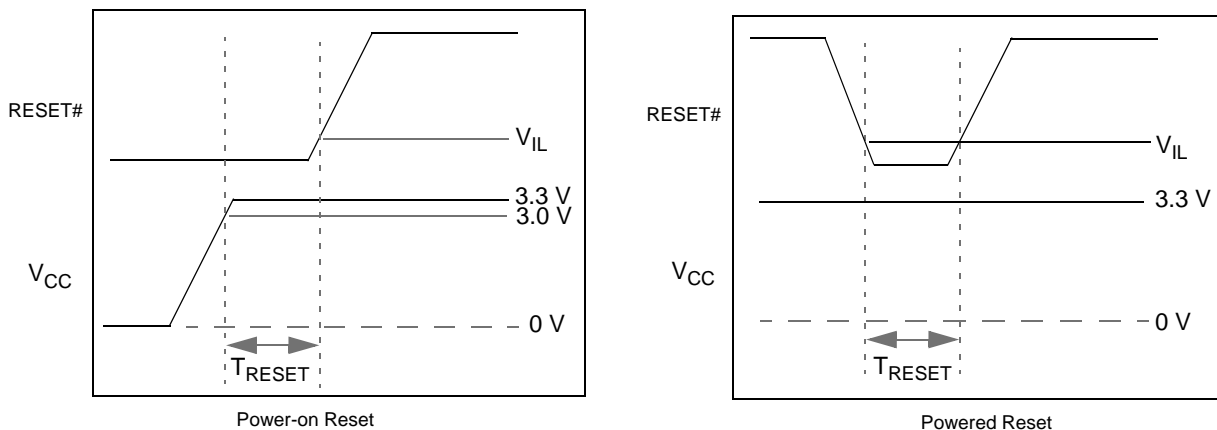 RESET#
VIL
3.3 V
3.0 V
VCC
0 V
TRESET
Power-on Reset
RESET#
VIL
3.3 V
VCC
0 V
TRESET
Powered Reset